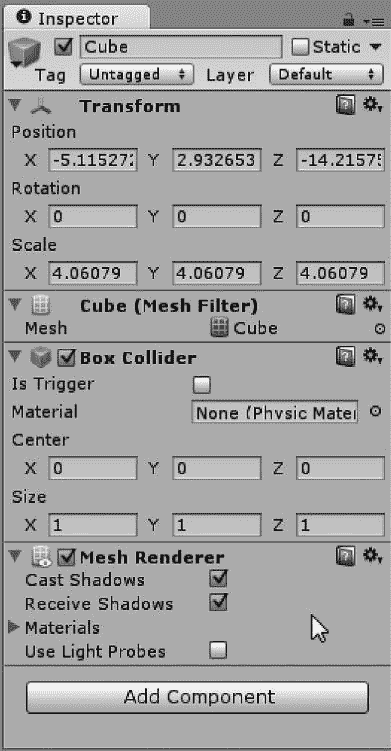 Inspector
Cube Static
Tag Untagged Layer Default
Transform
Position
X -5.115272 Y 2.932653 Z -14.21575
Rotation
X 0 Y 0 Z 0
Scale
X 4.06079 Y 4.06079 Z 4.06079
Cube (Mesh Filter)
Mesh Cube
Box Collider
Is Trigger
Material None (Physic Mater
Center
X 0 Y 0 Z 0
Size
X 1 Y 1 Z 1
Mesh Renderer
Cast Shadows
Receive Shadows
Materials
Use Light Probes
Add Component